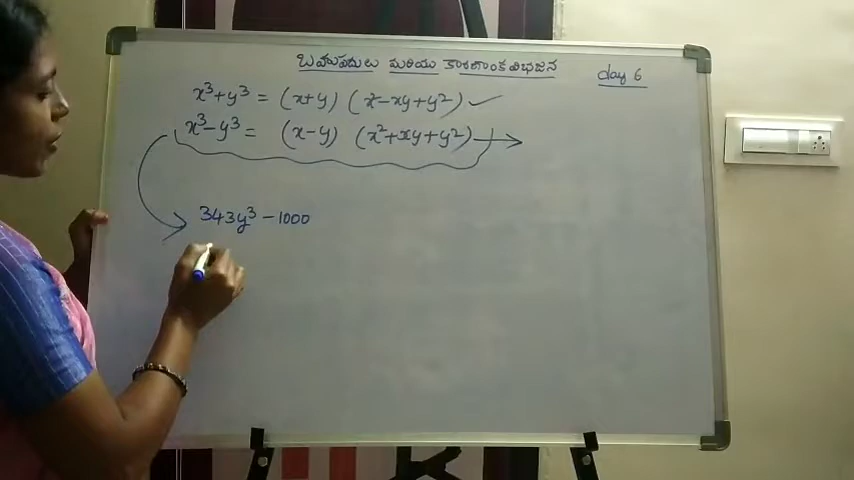 బహుపదులు మరియు కారణాంక విభజన day 6
x³+y³ = (x+y) (x²-xy+y²)
x³-y³ = (x-y) (x²+xy+y²)
343y³ - 1000